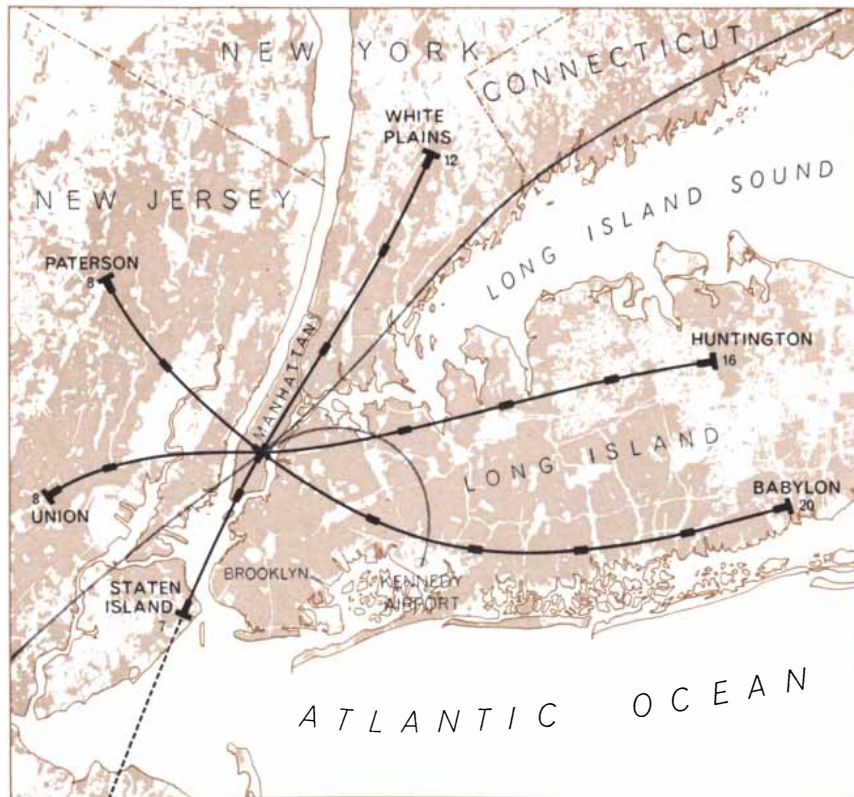 NEW YORK
CONNECTICUT
WHITE
PLAINS
12
NEW JERSEY
LONG ISLAND SOUND
PATERSON
8
MANHATTAN
HUNTINGTON
16
LONG ISLAND
BABYLON
20
8
UNION
BROOKLYN
KENNEDY
AIRPORT
STATEN
ISLAND
7
ATLANTIC OCEAN